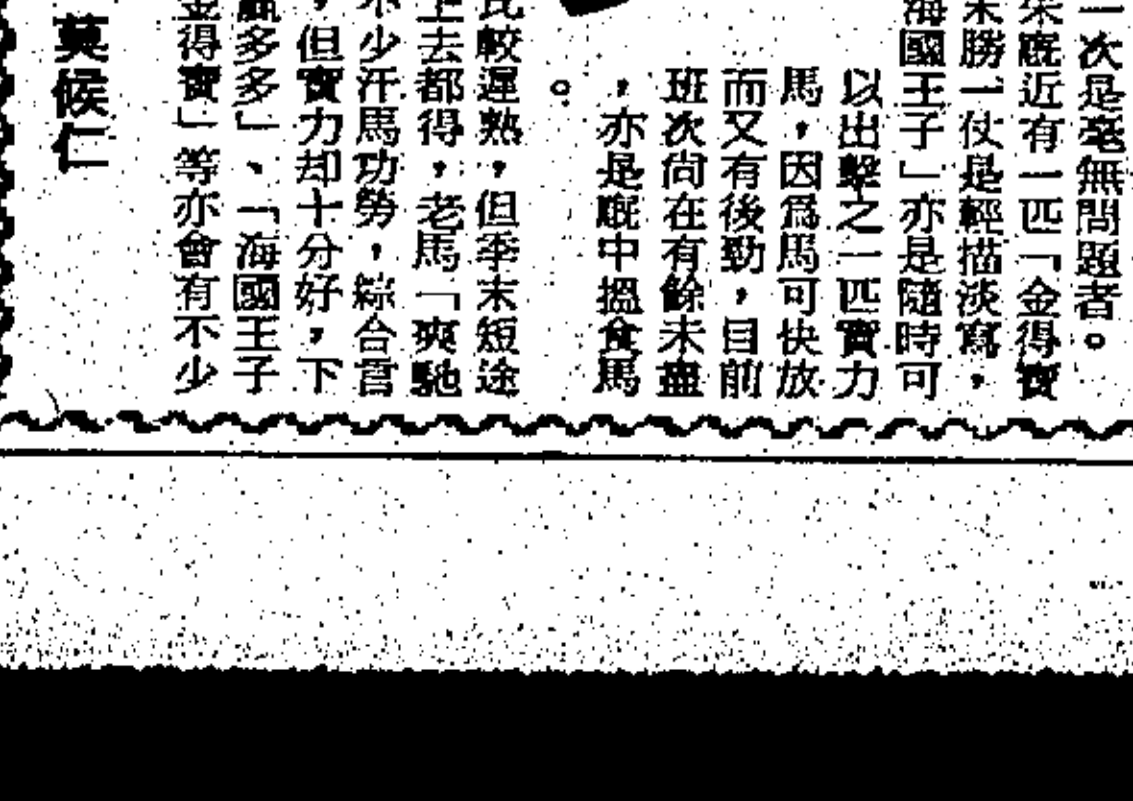 一次是毫無問題者。
廐近有一匹「金得寶
未勝一仗是輕描淡寫，
海國王子」亦是隨時可
以出擊之一匹實力
馬，因爲馬可快放
而又有後勁，目前
班次尙在有餘未盡
，亦是廐中搵食馬
。
比較遲熟，但季末短途
上去都得，老馬「爽馳
不少汗馬功勞，綜合言
，但實力却十分好，下
贏多多」、「海國王子
金得寶」等亦會有不少
莫候仁